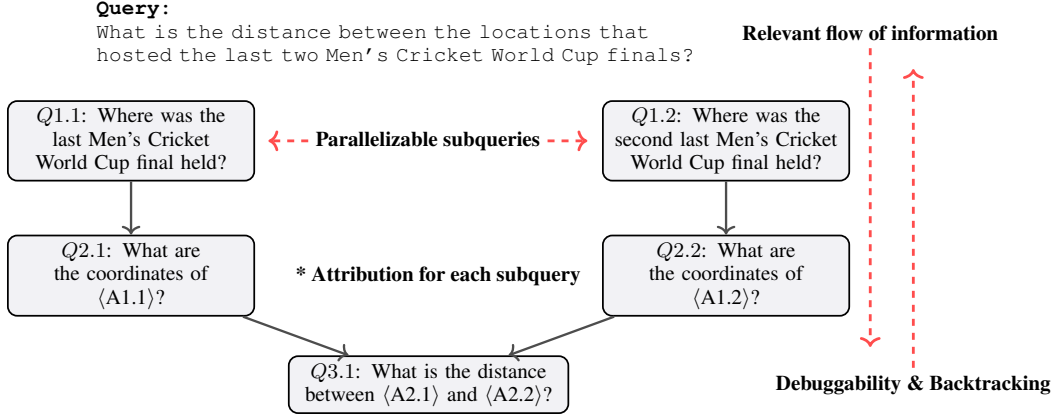 Query:
What is the distance between the locations that
hosted the last two Men's Cricket World Cup finals?
Relevant flow of information
Q1.1: Where was the
last Men's Cricket
World Cup final held?
Parallelizable subqueries
Q1.2: Where was the
second last Men's Cricket
World Cup final held?
Q2.1: What are
the coordinates of
⟨A1.1⟩?
* Attribution for each subquery
Q2.2: What are
the coordinates of
⟨A1.2⟩?
Q3.1: What is the distance
between ⟨A2.1⟩ and ⟨A2.2⟩?
Debuggability & Backtracking